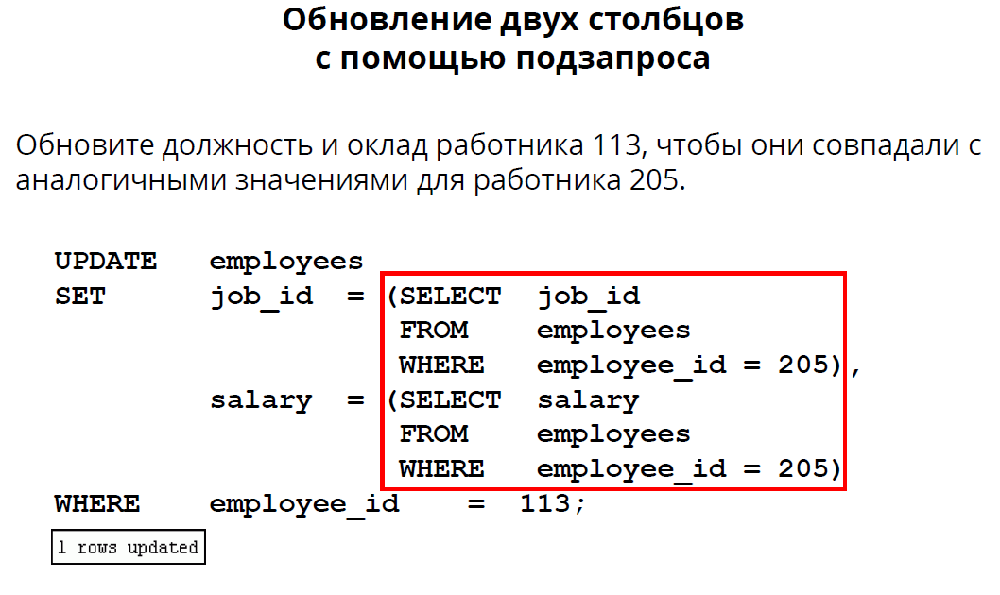 Обновление двух столбцов
с помощью подзапроса
Обновите должность и оклад работника 113, чтобы они совпадали с
аналогичными значениями для работника 205.
UPDATE employees
SET job_id = (SELECT job_id
FROM employees
WHERE employee_id = 205),
salary = (SELECT salary
FROM employees
WHERE employee_id = 205)
WHERE employee_id = 113;
1 rows updated